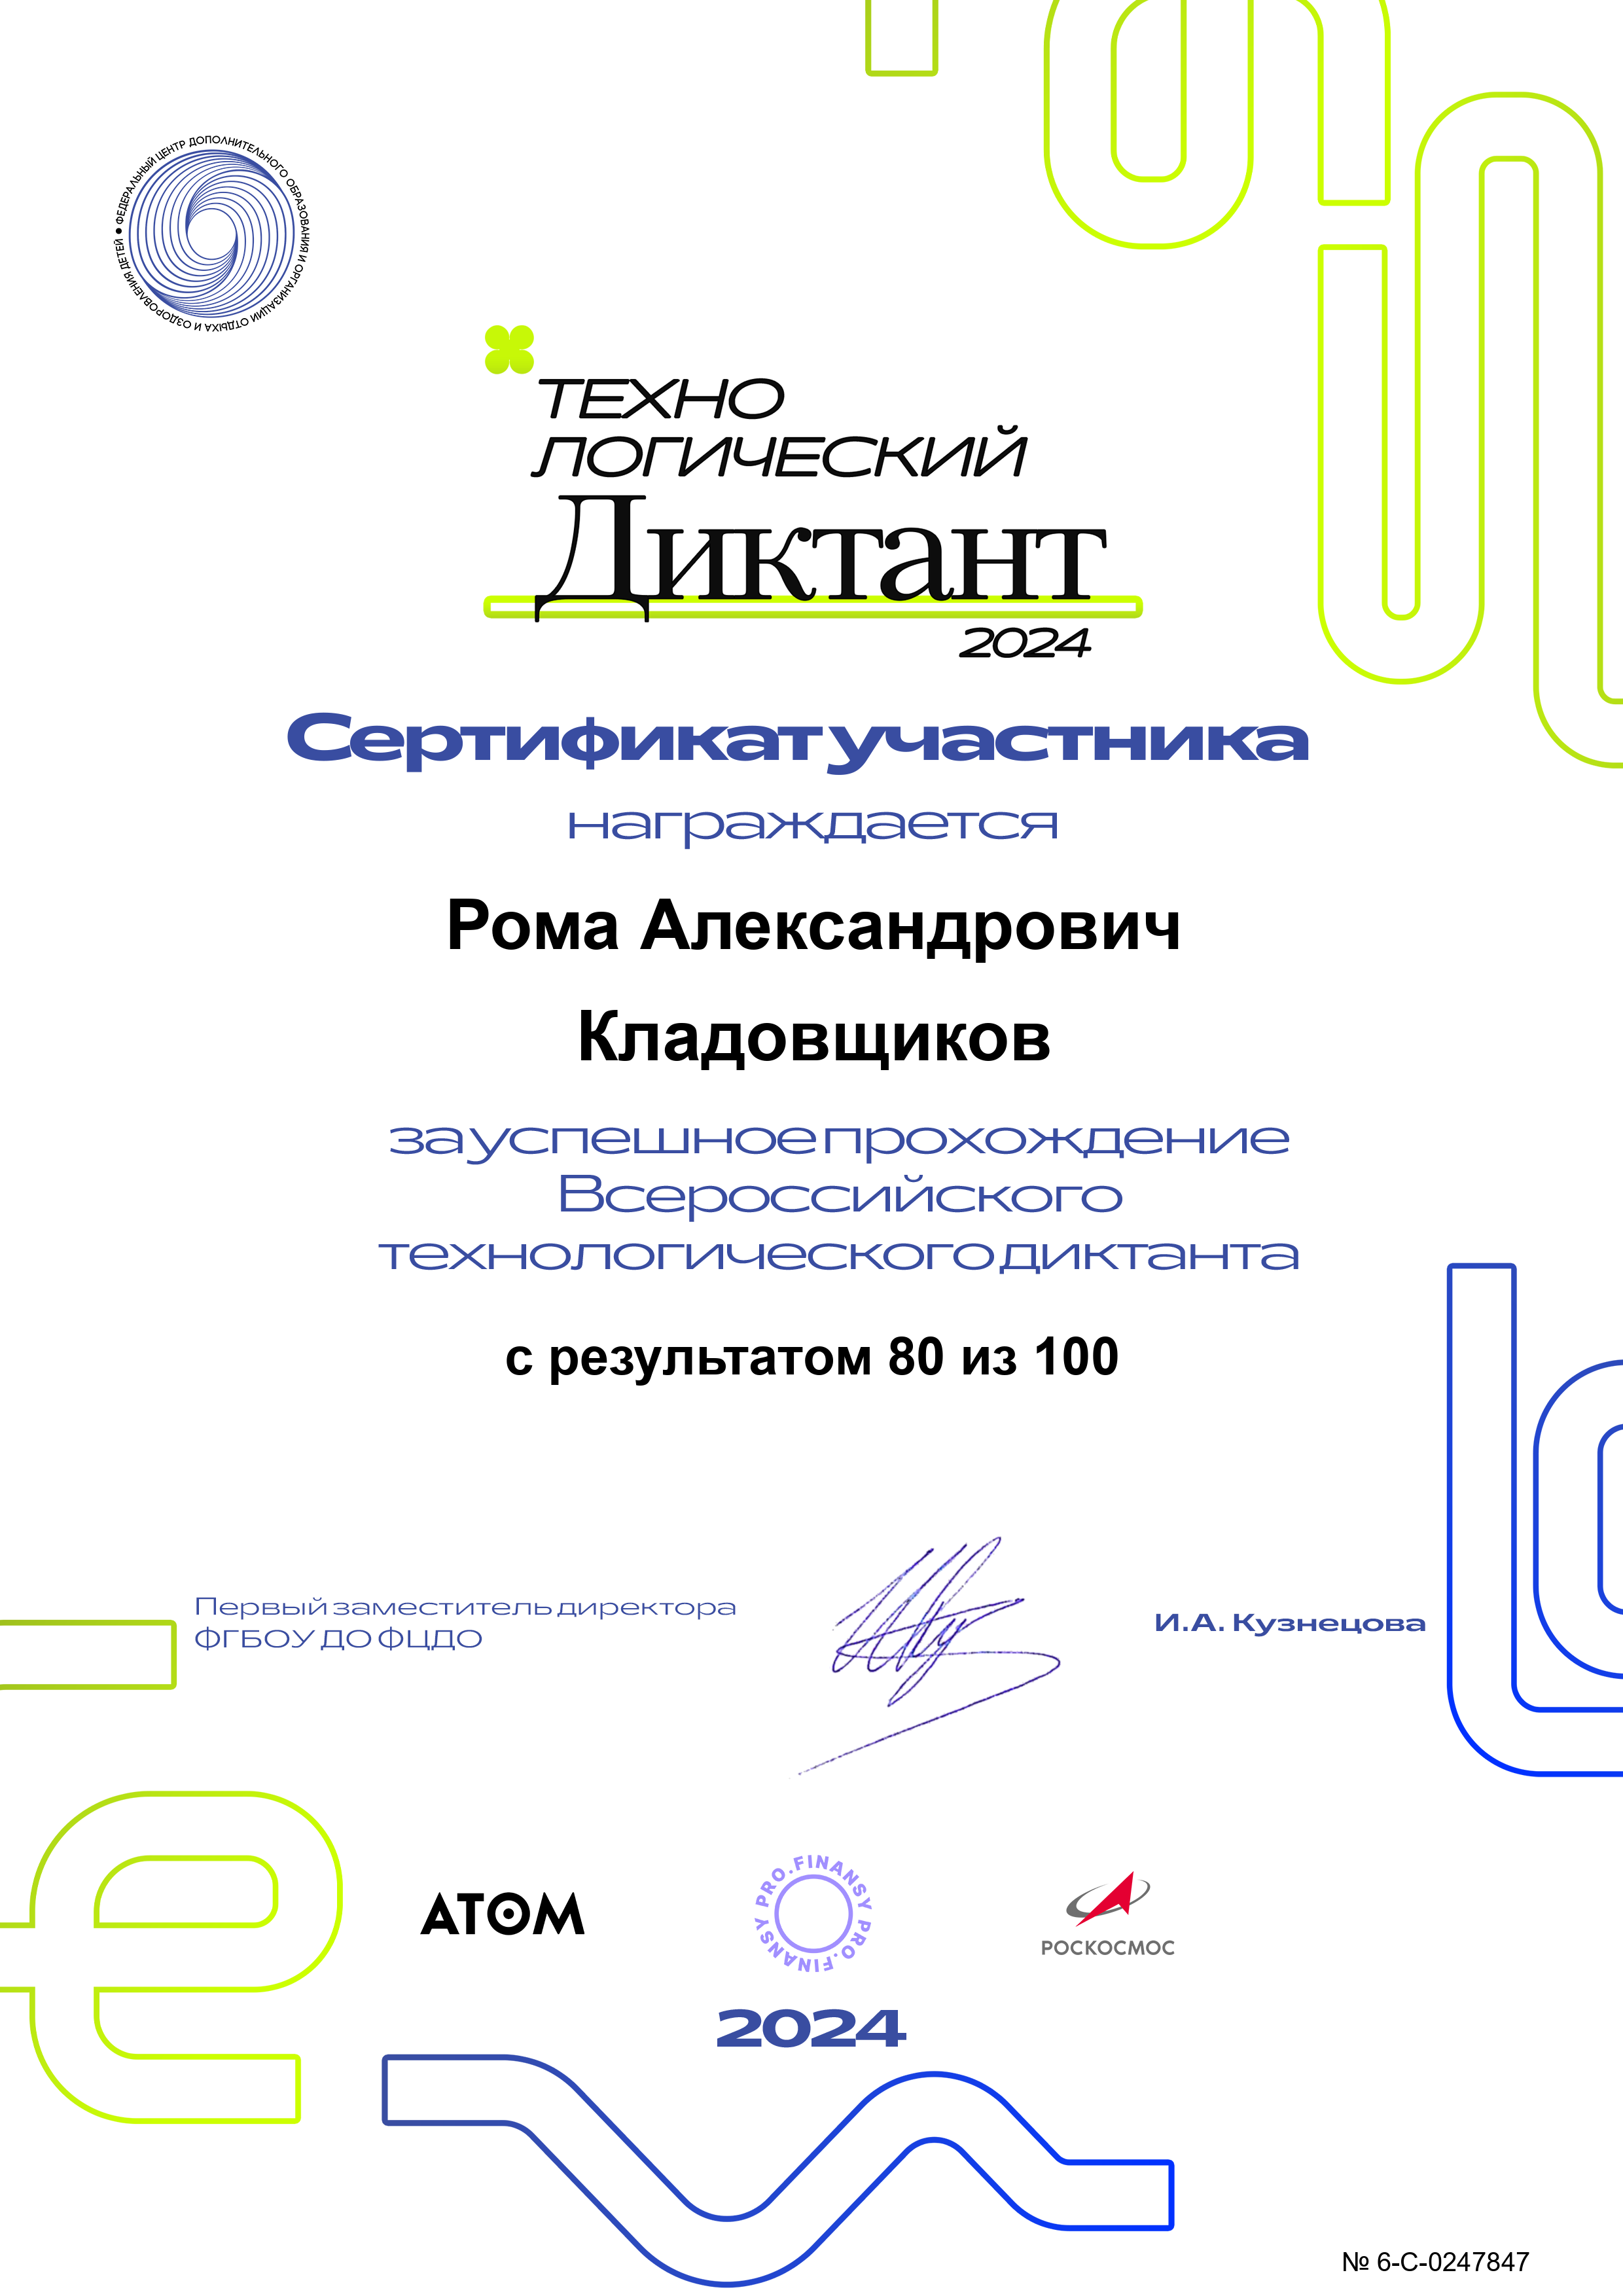 ФЕДЕРАЛЬНЫЙ ЦЕНТР ДОПОЛНИТЕЛЬНОГО ОБРАЗОВАНИЯ И ОРГАНИЗАЦИИ ОТДЫХА И ОЗДОРОВЛЕНИЯ ДЕТЕЙ •
ТЕХНО
ЛОГИЧЕСКИЙ
Диктант
2024
Сертификат участника
награждается
Рома Александрович
Кладовщиков
за успешное прохождение
Всероссийского
технологического диктанта
с результатом 80 из 100
Первый заместитель директора
ФГБОУ ДО ФЦДО
И.А. Кузнецова
АТОМ
PRO.FINANSY PRO.FINANSY
РОСКОСМОС
2024
№ 6-С-0247847